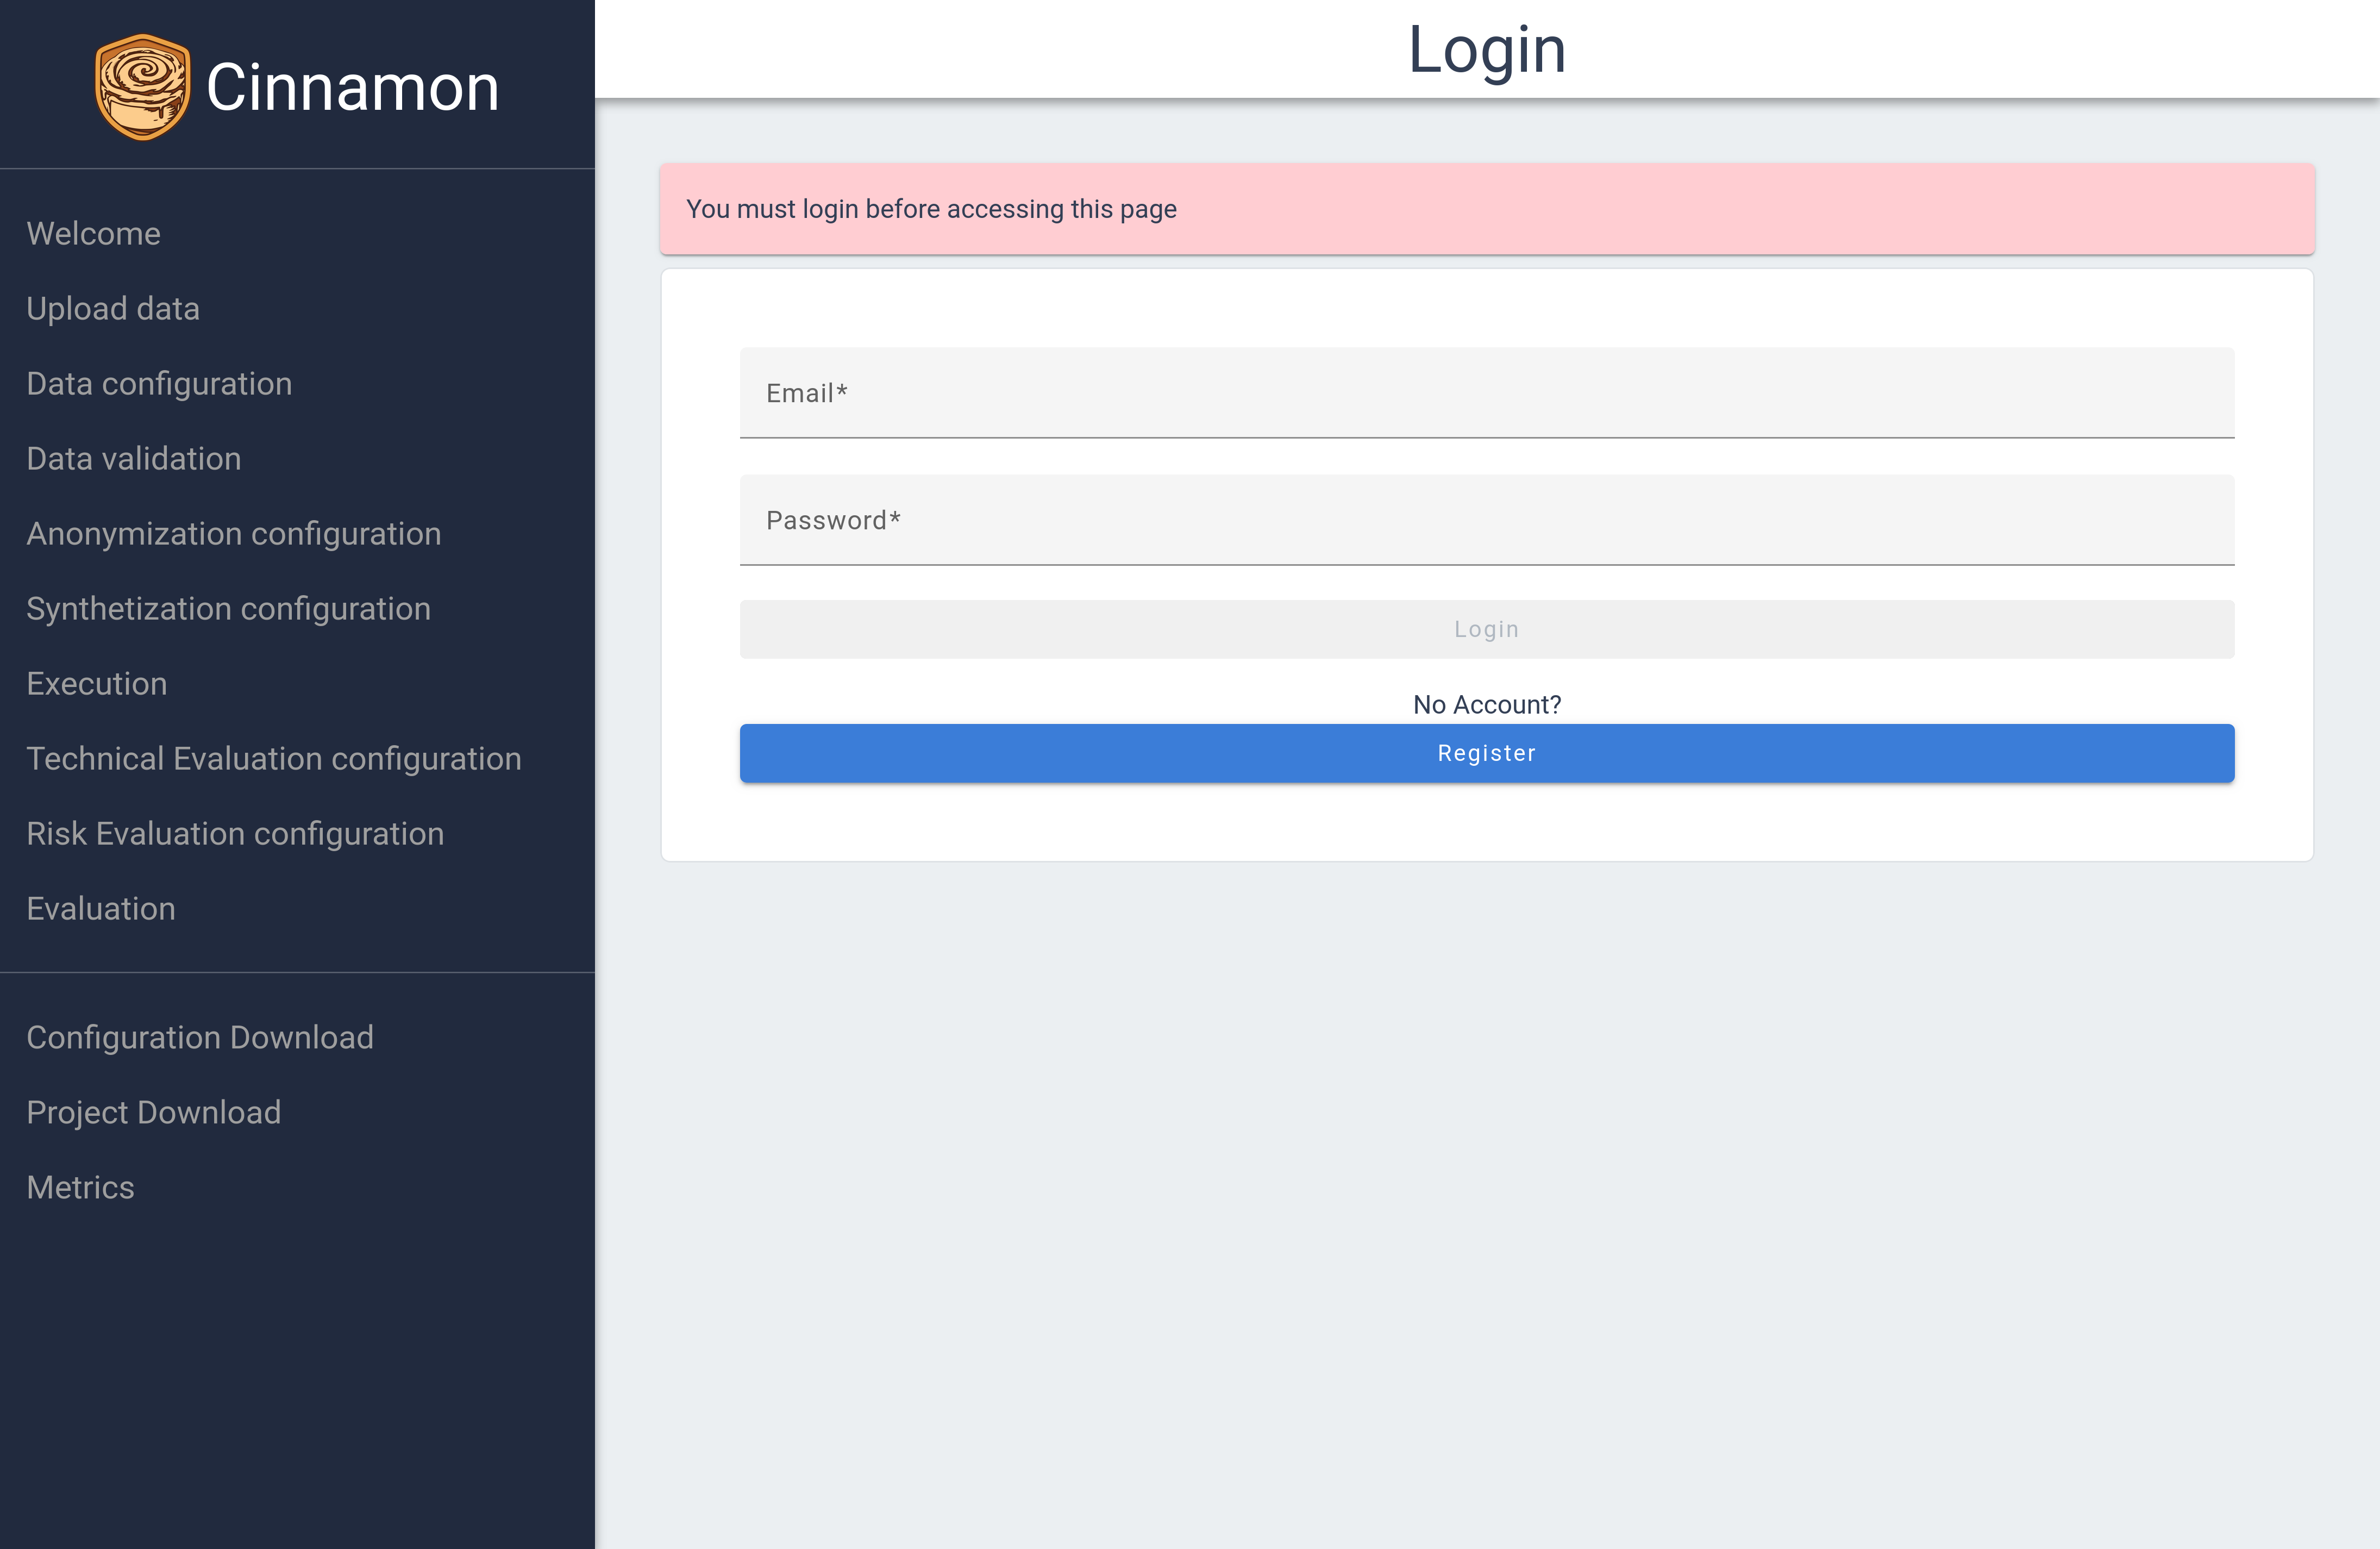 Cinnamon
Welcome
Upload data
Data configuration
Data validation
Anonymization configuration
Synthetization configuration
Execution
Technical Evaluation configuration
Risk Evaluation configuration
Evaluation
Configuration Download
Project Download
Metrics
Login
You must login before accessing this page
Email*
Password*
Login
No Account?
Register